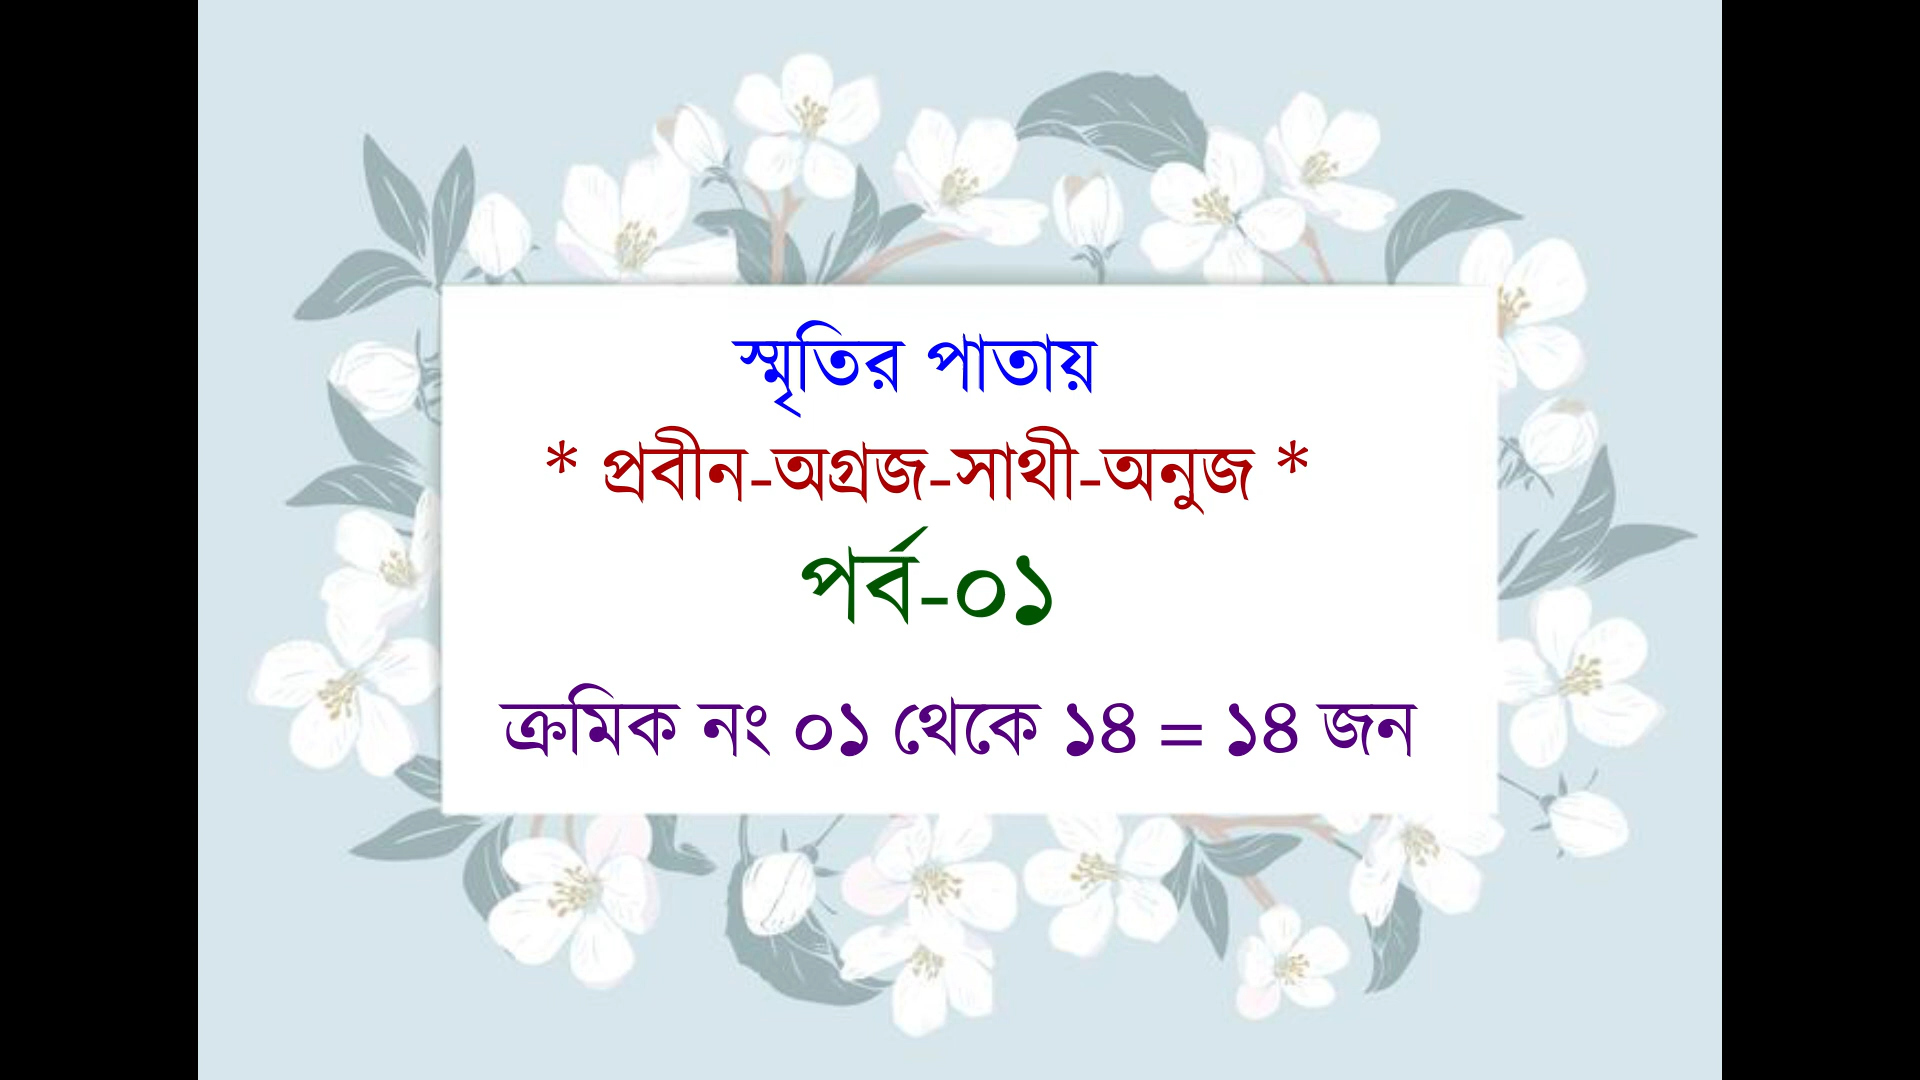 স্মৃতির পাতায়
* প্রবীন-অগ্রজ-সাথী-অনুজ *
পর্ব-০১
ক্রমিক নং ০১ থেকে ১৪ = ১৪ জন